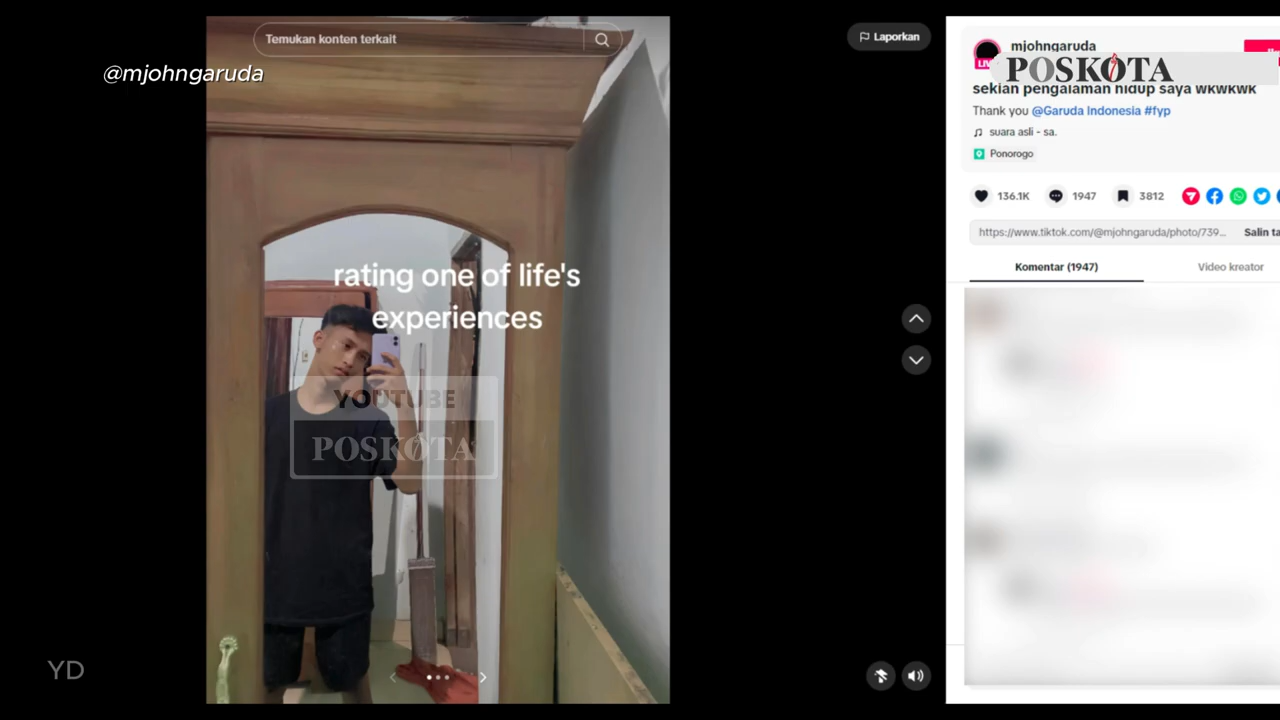 Temukan konten terkait
Laporkan
@mjohngaruda
mjohngaruda
POSKOTA
sekian pengalaman hidup saya wkwkwk
Thank you @Garuda Indonesia #fyp
suara asli - sa.
Ponorogo
136.1K
1947
3812
https://www.tiktok.com/@mjohngaruda/photo/739...
Salin ta
Komentar (1947)
Video kreator
rating one of life's
experiences
YOUTUBE
POSKOTA
YD